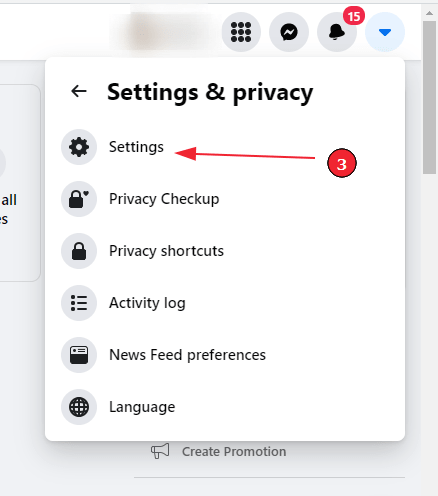 15
Settings & privacy
Settings
3
Privacy Checkup
all
es
Privacy shortcuts
Activity log
News Feed preferences
Language
Create Promotion